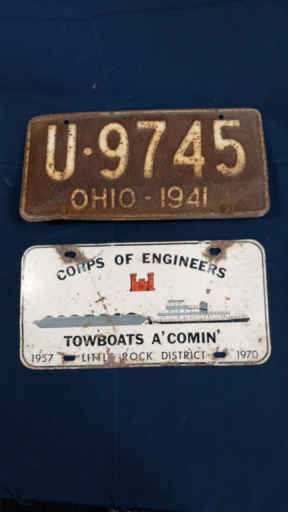 U·9745
OHIO - 1941
CORPS OF ENGINEERS
TOWBOATS A'COMIN'
1957 LITTLE ROCK DISTRICT 1970